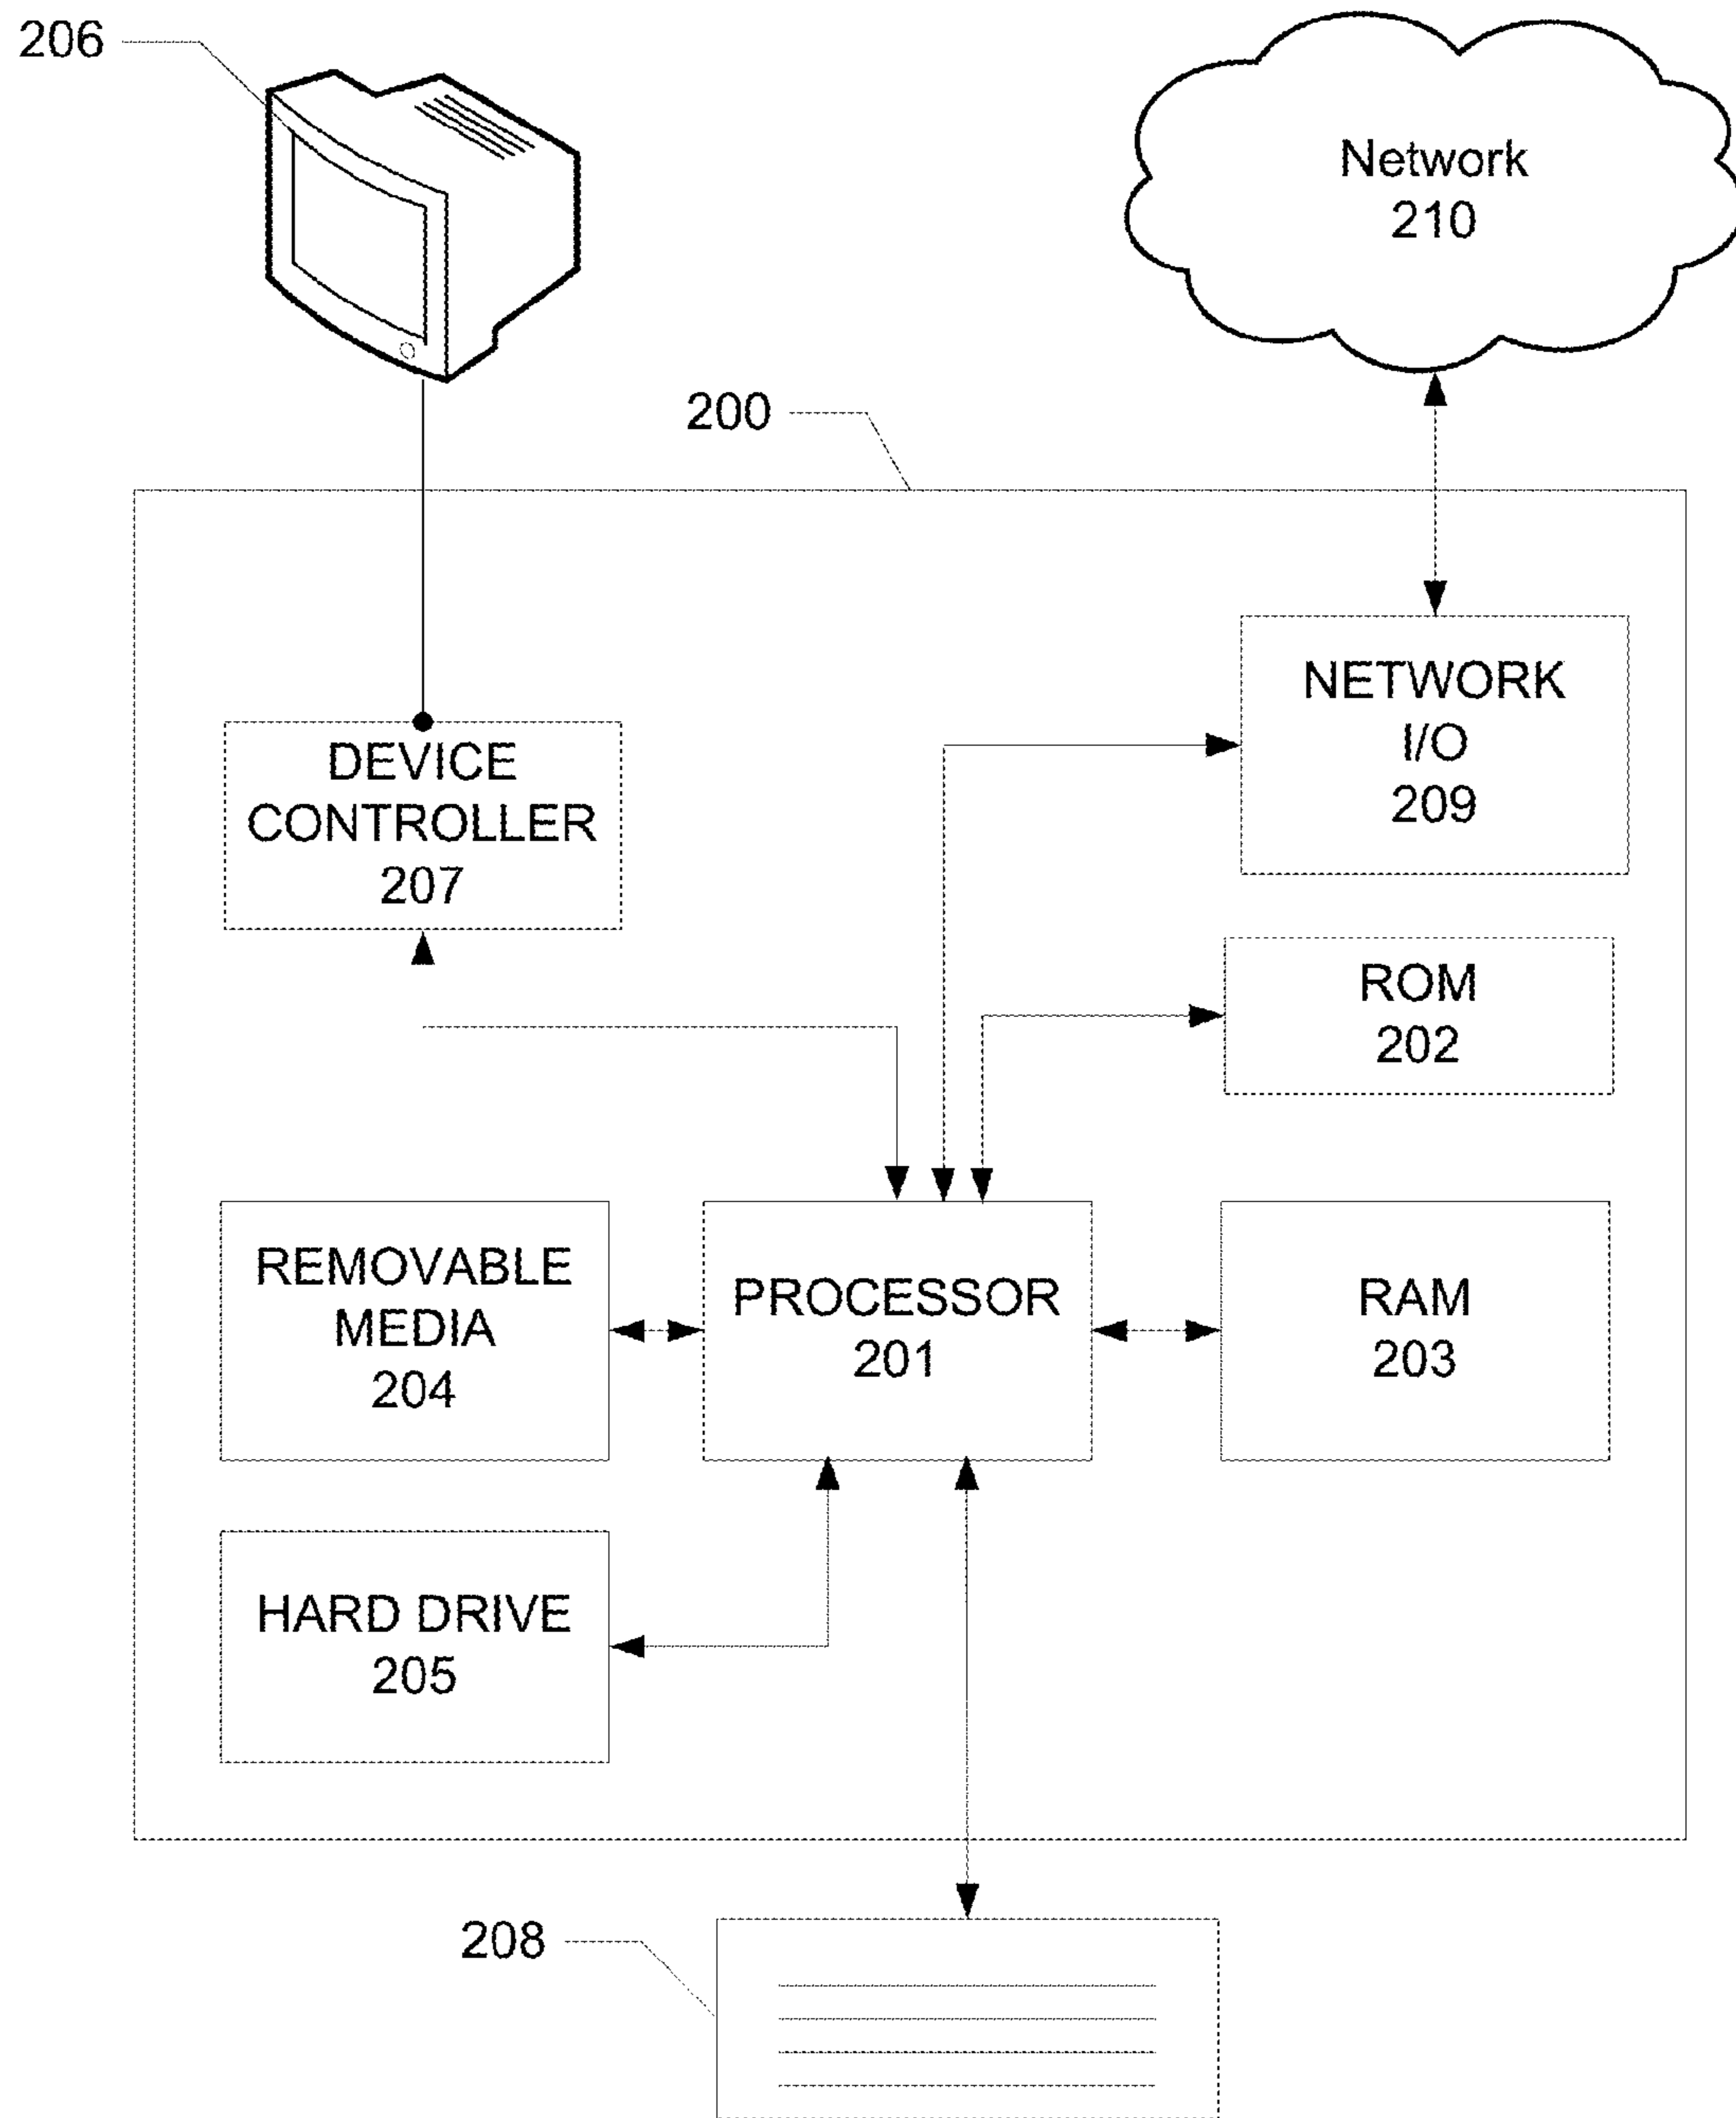 206
Network
210
200
NETWORK
I/O
209
DEVICE
CONTROLLER
207
ROM
202
REMOVABLE
MEDIA
204
PROCESSOR
201
RAM
203
HARD DRIVE
205
208